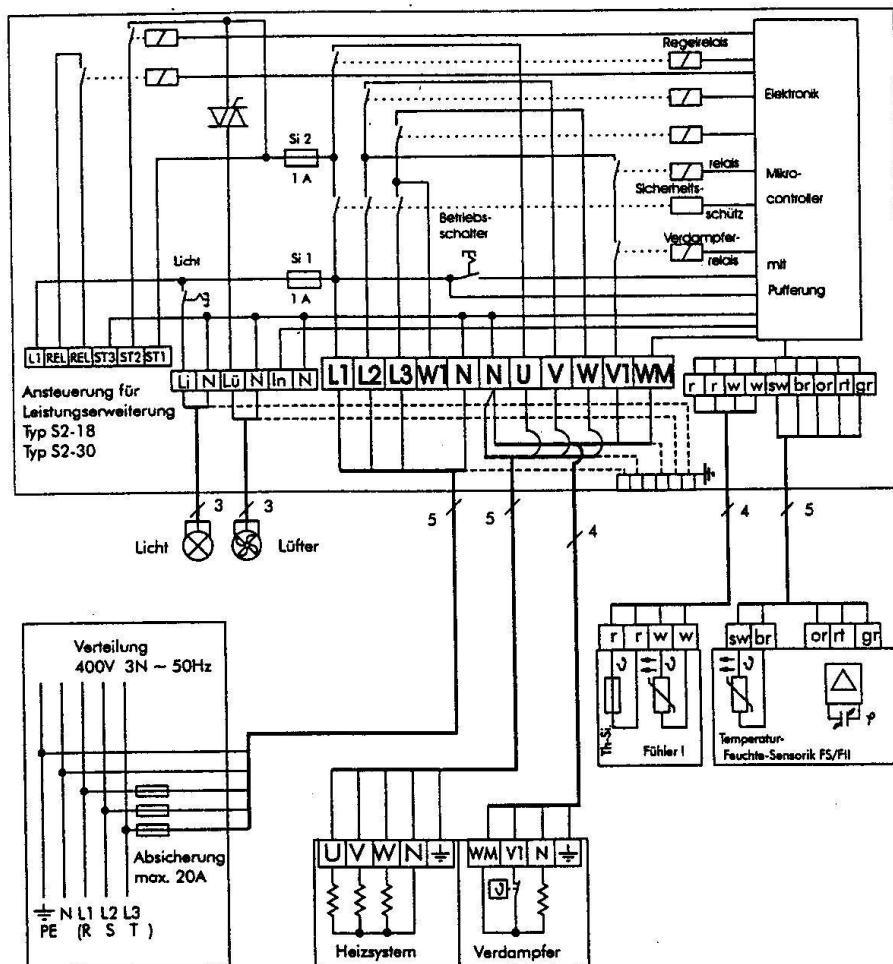 Regelrelais
Elektronik
Si 2
1 A
relais
Mikro-
controller
Sicherheits-
schütz
Betriebs-
schalter
Verdampfer-
relais
mit
Pufferung
Licht
Si 1
1 A
L1 REL REL ST3 ST2 ST1
Li N Lü N In N
L1 L2 L3 W1 N N U V W V1 WM
r r w w sw br or rt gr
Ansteuerung für
Leistungserweiterung
Typ S2-18
Typ S2-30
3 3 5 5 4 4 5
Licht Lüfter
Verteilung
400V 3N ~ 50Hz
Absicherung
max. 20A
N L1 L2 L3
PE (R S T )
r r w w
ϑ ϑ
Th-Si
Fühler I
sw br or rt gr
ϑ φ
Temperatur-
Feuchte-Sensorik FS/FII
U V W N
Heizsystem
WM V1 N
ϑ
Verdampfer